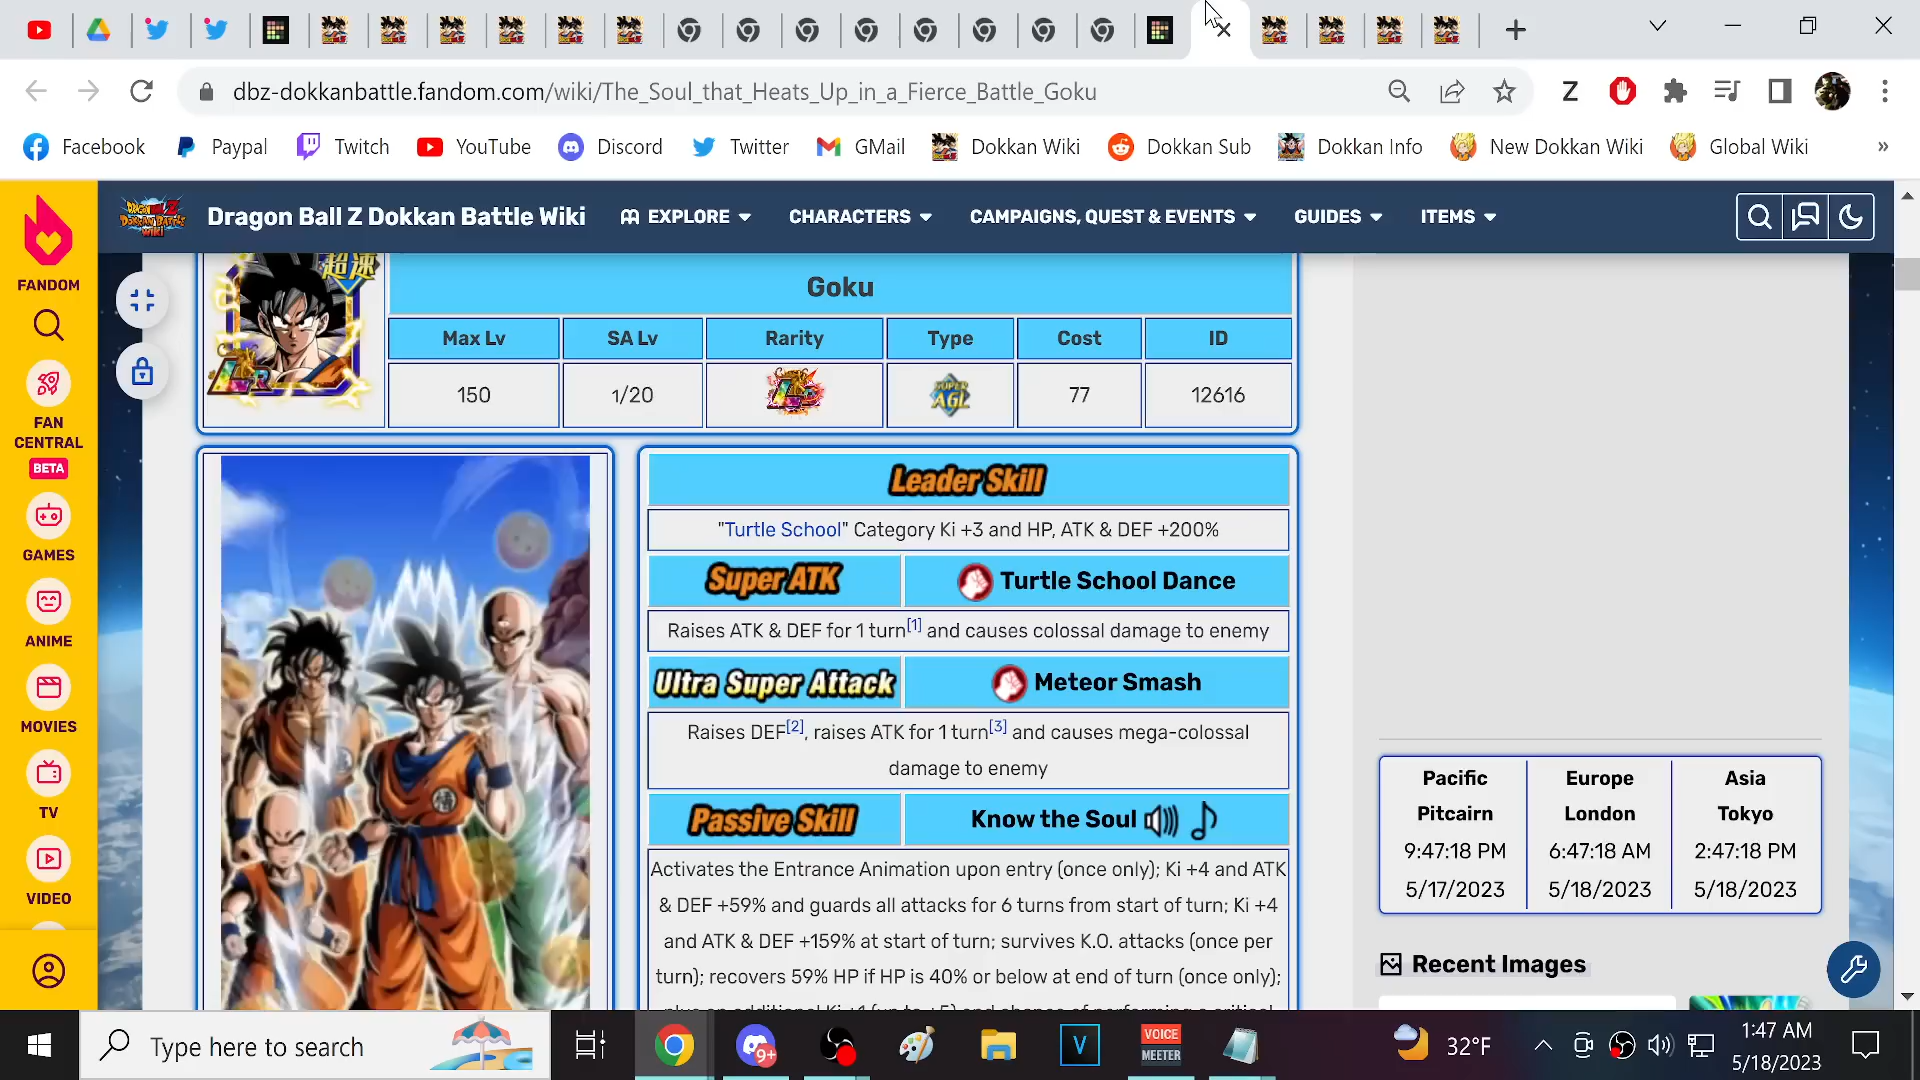 dbz-dokkanbattle.fandom.com/wiki/The_Soul_that_Heats_Up_in_a_Fierce_Battle_Goku
Z
Facebook
Paypal
Twitch
YouTube
Discord
Twitter
GMail
Dokkan Wiki
Dokkan Sub
Dokkan Info
New Dokkan Wiki
Global Wiki
»
Dragon Ball Z Dokkan Battle Wiki
EXPLORE
CHARACTERS
CAMPAIGNS, QUEST & EVENTS
GUIDES
ITEMS
FANDOM
FAN CENTRAL
BETA
GAMES
ANIME
MOVIES
TV
VIDEO
超速
LR
Goku
Max Lv
SA Lv
Rarity
Type
Cost
ID
150
1/20
LR
SUPER AGL
77
12616
Leader Skill
"Turtle School" Category Ki +3 and HP, ATK & DEF +200%
Super ATK
Turtle School Dance
Raises ATK & DEF for 1 turn[1] and causes colossal damage to enemy
Ultra Super Attack
Meteor Smash
Raises DEF[2], raises ATK for 1 turn[3] and causes mega-colossal
damage to enemy
Passive Skill
Know the Soul
Activates the Entrance Animation upon entry (once only); Ki +4 and ATK
& DEF +59% and guards all attacks for 6 turns from start of turn; Ki +4
and ATK & DEF +159% at start of turn; survives K.O. attacks (once per
turn); recovers 59% HP if HP is 40% or below at end of turn (once only);
Pacific
Pitcairn
9:47:18 PM
5/17/2023
Europe
London
6:47:18 AM
5/18/2023
Asia
Tokyo
2:47:18 PM
5/18/2023
Recent Images
Type here to search
9+
V
VOICE
MEETER
32°F
1:47 AM
5/18/2023